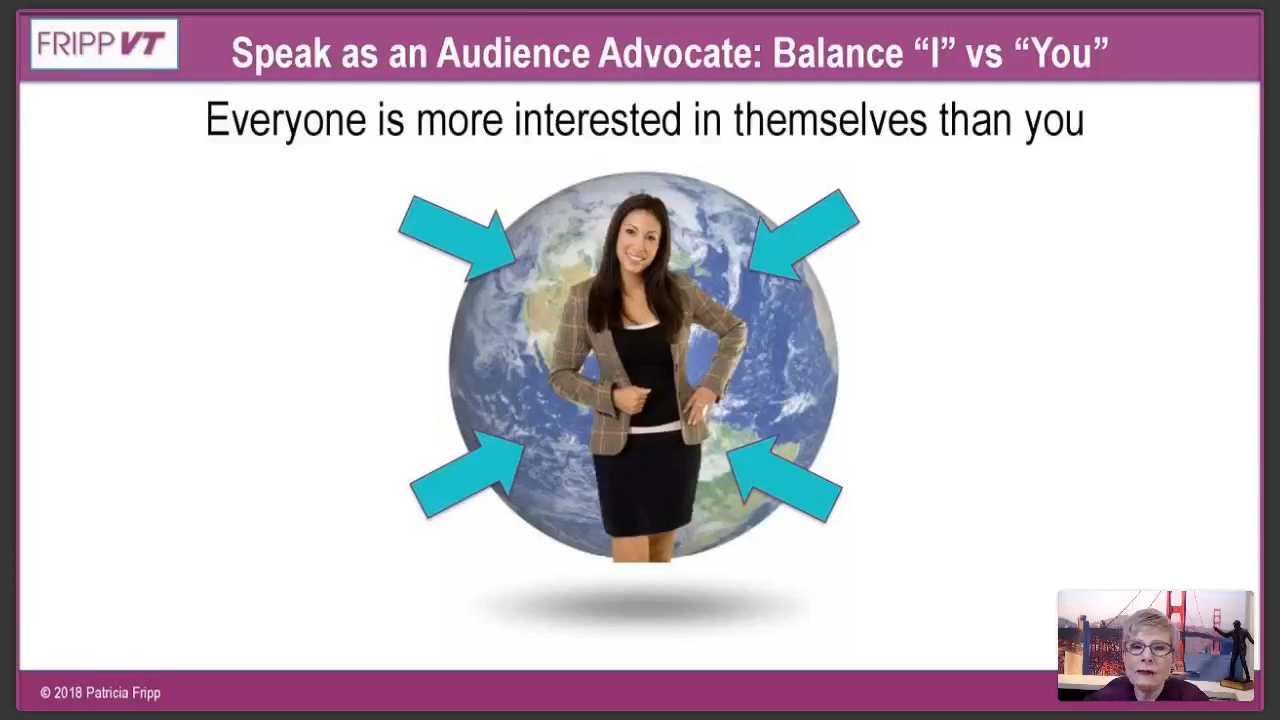 FRIPP VT
Speak as an Audience Advocate: Balance “I” vs “You”
Everyone is more interested in themselves than you
© 2018 Patricia Fripp